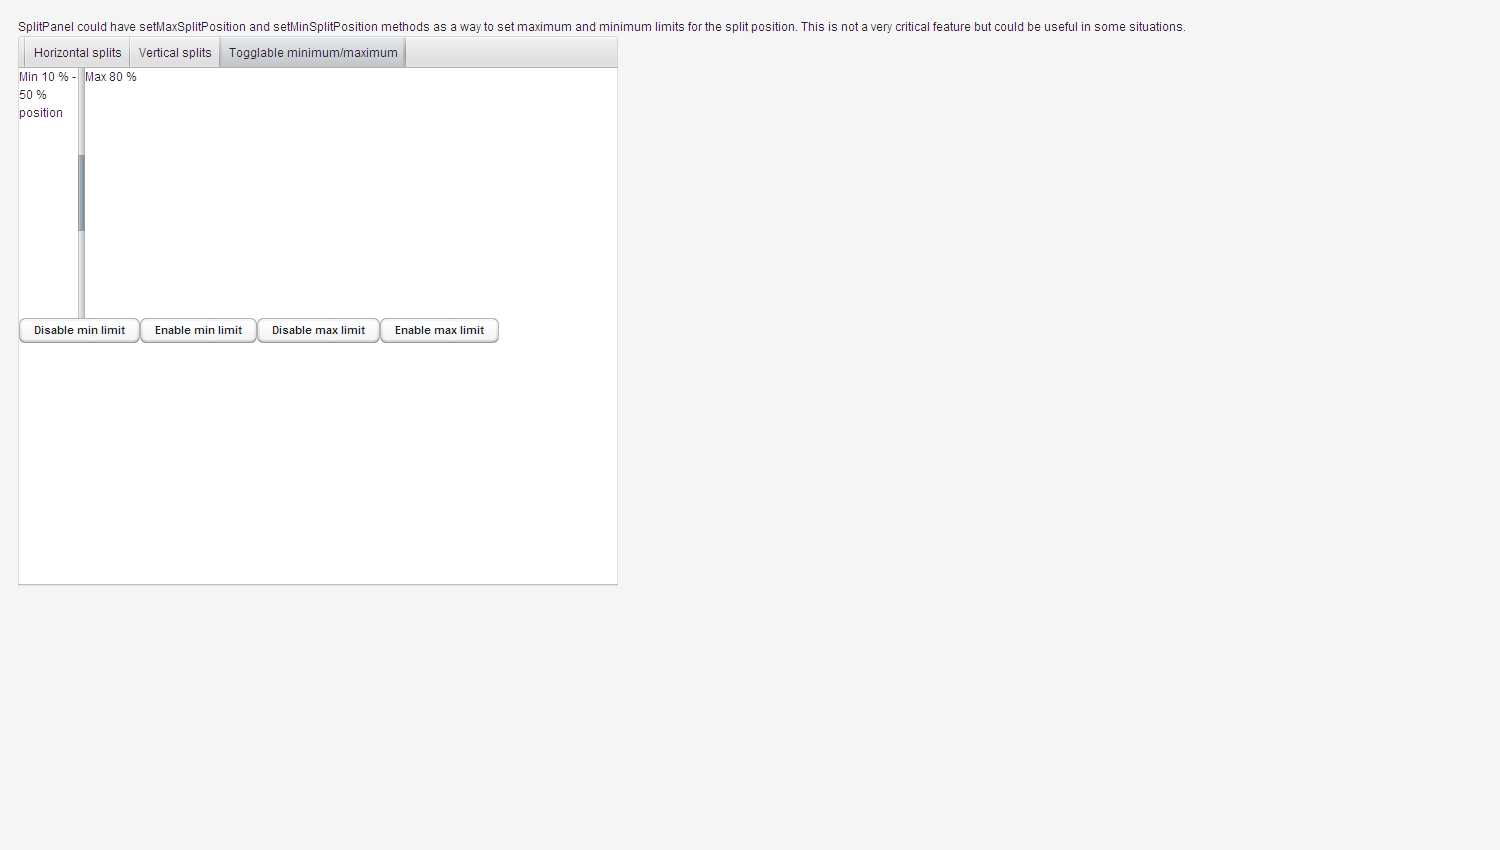 SplitPanel could have setMaxSplitPosition and setMinSplitPosition methods as a way to set maximum and minimum limits for the split position. This is not a very critical feature but could be useful in some situations.
Horizontal splits Vertical splits Togglable minimum/maximum
Min 10 % - Max 80 %
50 %
position
Disable min limit Enable min limit Disable max limit Enable max limit